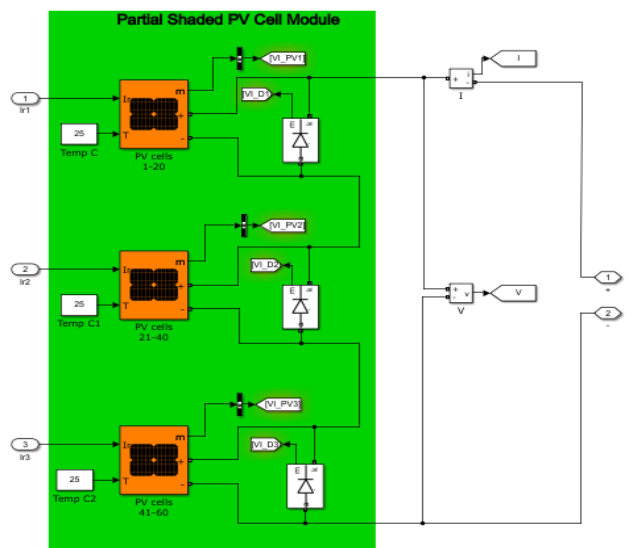 Partial Shaded PV Cell Module
[VI_PV1]
I
m
1
Ir
[VI_D1]
+
i
-
I
Ir1
+
E
k
25
T
-
Temp C
PV cells
1-20
a
[VI_PV2]
m
2
Ir
[VI_D2]
1
Ir2
+
E
k
+
v
V
+
25
T
-
-
V
2
Temp C1
PV cells
21-40
a
-
[VI_PV3]
m
3
Ir
[VI_D3]
Ir3
+
E
k
25
T
-
Temp C2
PV cells
41-60
a